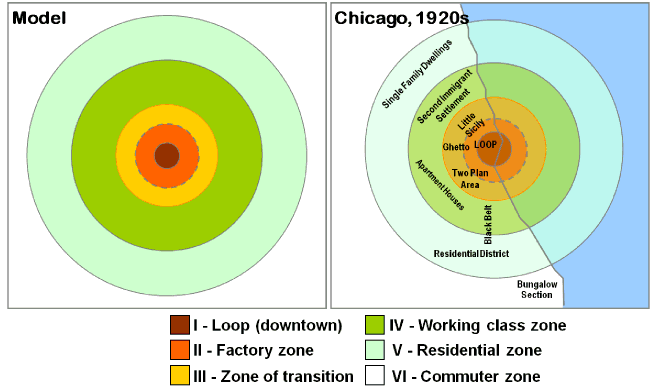 Model
Chicago, 1920s
Single Family Dwellings
Second Immigrant
Settlement
Little
Sicily
Ghetto
LOOP
Two Plan
Area
Apartment Houses
Black Belt
Residential District
Bungalow
Section
I - Loop (downtown)
II - Factory zone
III - Zone of transition
IV - Working class zone
V - Residential zone
VI - Commuter zone